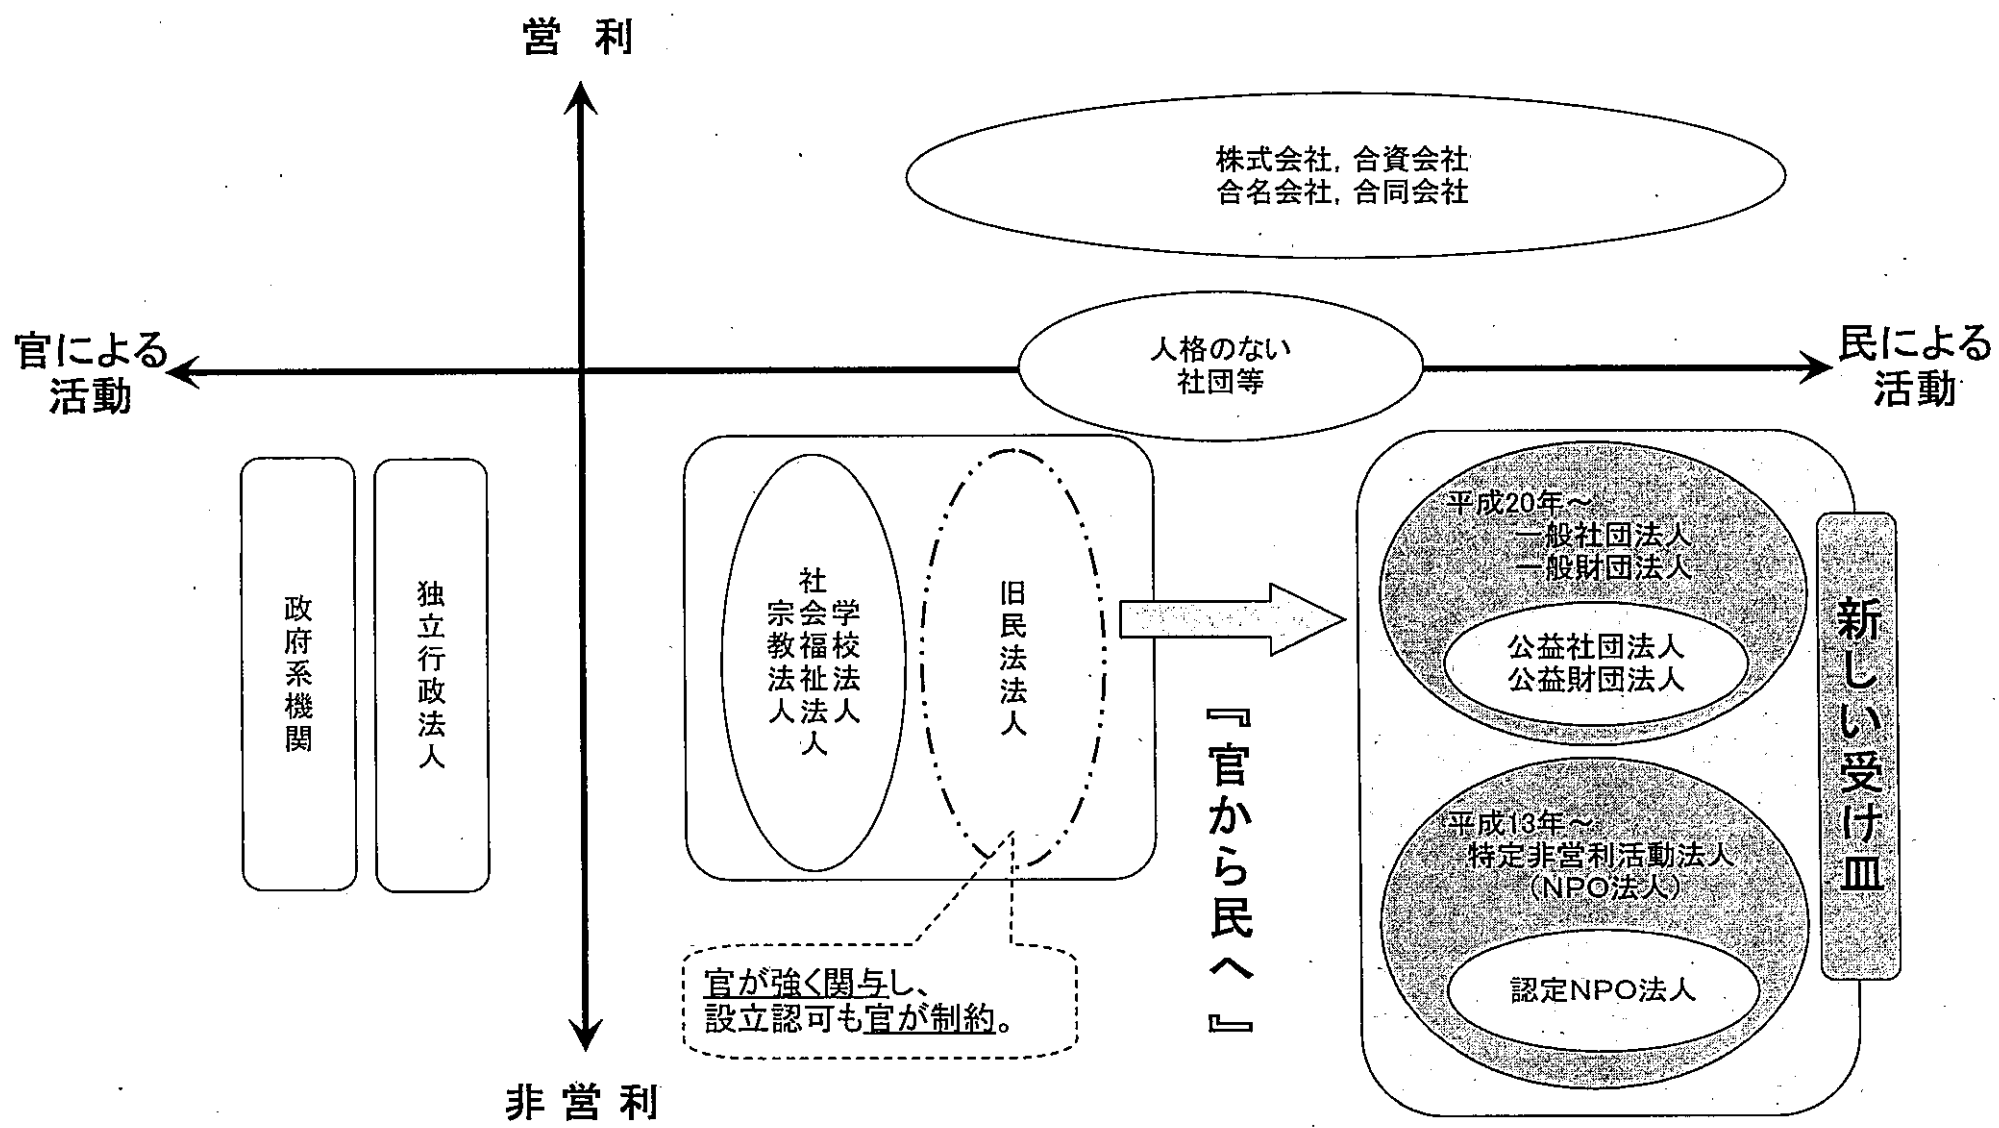 営利
株式会社, 合資会社
合名会社, 合同会社
官による
活動
人格のない
社団等
民による
活動
政府系機関
独立行政法人
学校法人
社会福祉法人
宗教法人
旧民法法人
平成20年～
一般社団法人
一般財団法人
公益社団法人
公益財団法人
新しい受け皿
『官から民へ』
平成13年～
特定非営利活動法人
(NPO法人)
認定NPO法人
官が強く関与し、
設立認可も官が制約。
非営利